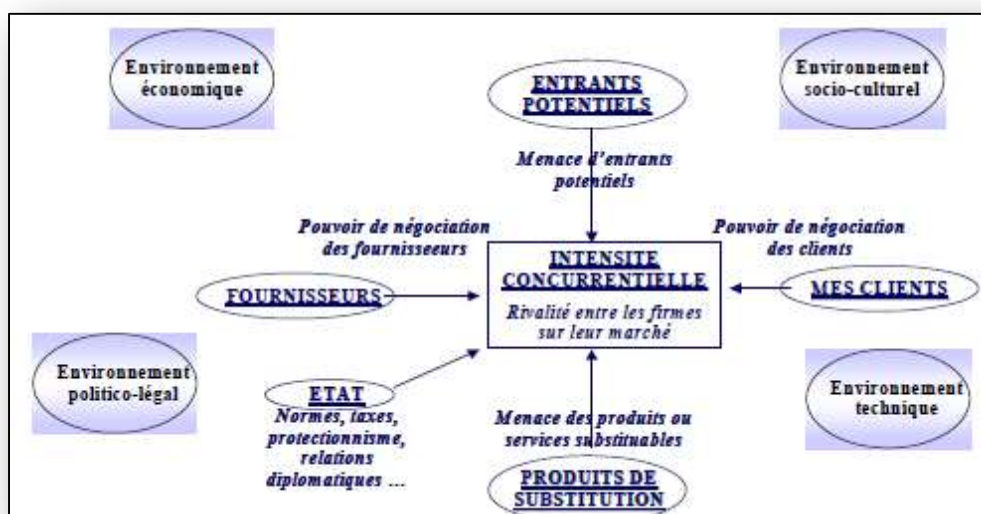 Environnement
économique
Environnement
socio-culturel
ENTRANTS
POTENTIELS
Menace d'entrants
potentiels
Pouvoir de négociation
des fournisseeurs
Pouvoir de négociation
des clients
INTENSITE
CONCURRENTIELLE
Rivalité entre les firmes
sur leur marché
FOURNISSEURS
MES CLIENTS
Environnement
politico-légal
Environnement
technique
ETAT
Normes, taxes,
protectionnisme,
relations
diplomatiques ...
Menace des produits ou
services substituables
PRODUITS DE
SUBSTITUTION